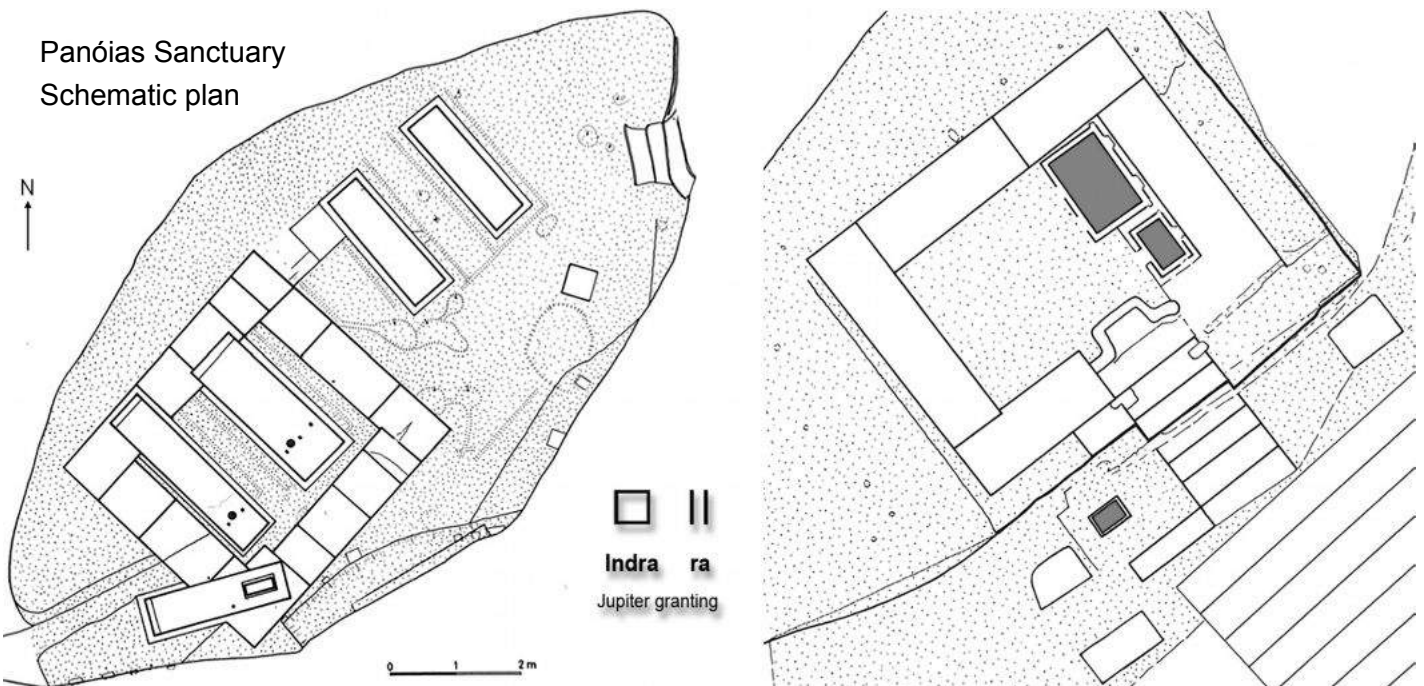 Panóias Sanctuary
Schematic plan
N
Indra ra
Jupiter granting
0 1 2 m